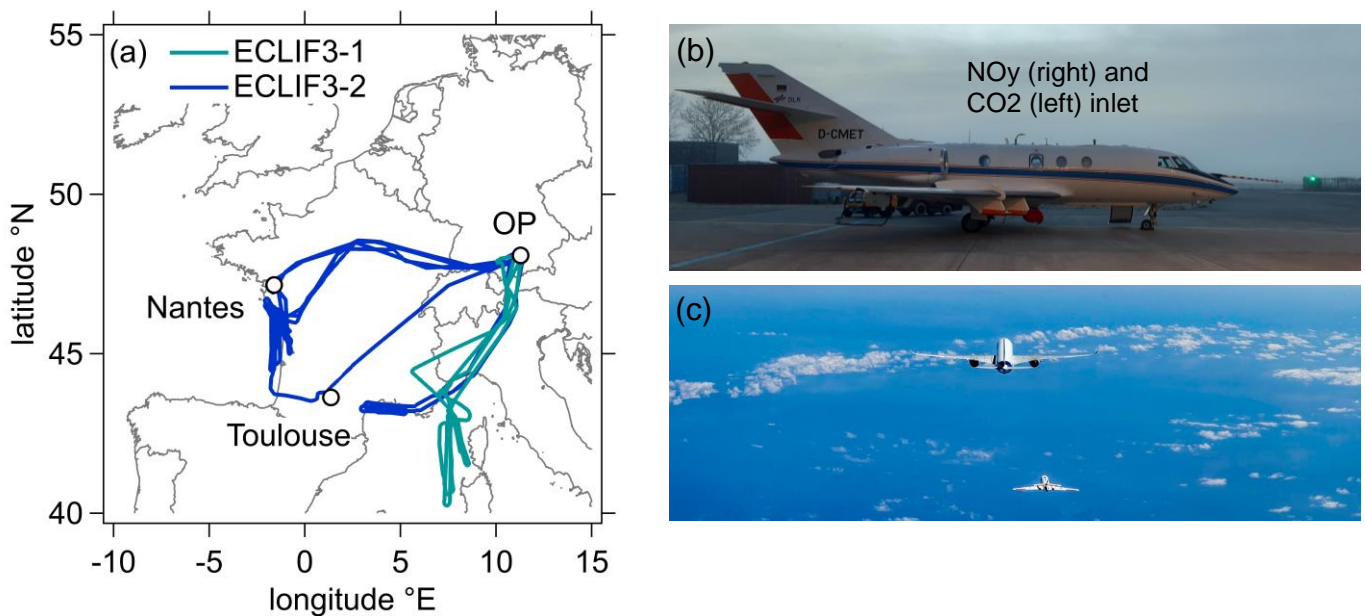 (a)
ECLIF3-1
ECLIF3-2
OP
Nantes
Toulouse
55
50
45
40
latitude °N
-10
-5
0
5
10
15
longitude °E
(b)
NOy (right) and
CO2 (left) inlet
DLR
D-CMET
(c)